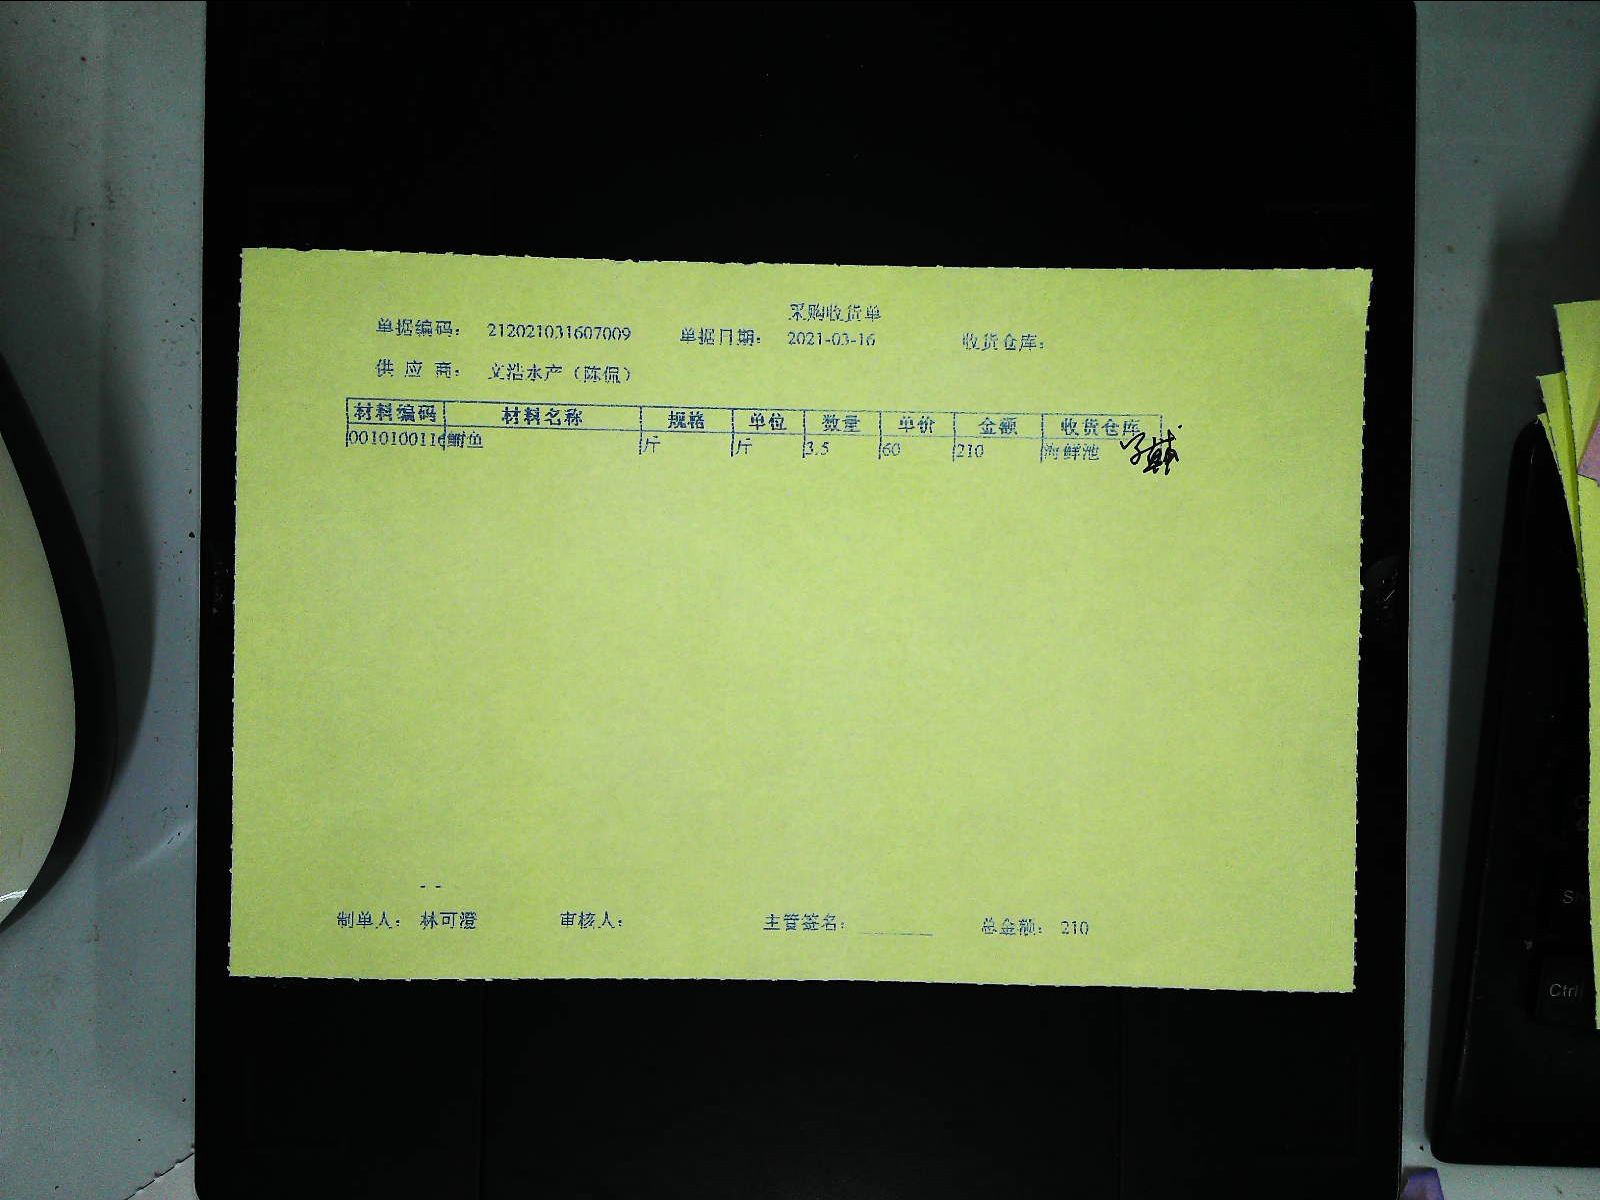 采购收货单
单据编码： 212021031607009 单据日期： 2021-03-16 收货仓库：
供 应 商： 文浩水产（陈侃）
材料编码 材料名称 规格 单位 数量 单价 金额 收货仓库
0010100116 鲥鱼 斤 斤 3.5 60 210 海鲜池
- -
制单人： 林可澄 审核人： 主管签名： 总金额： 210
Ctrl